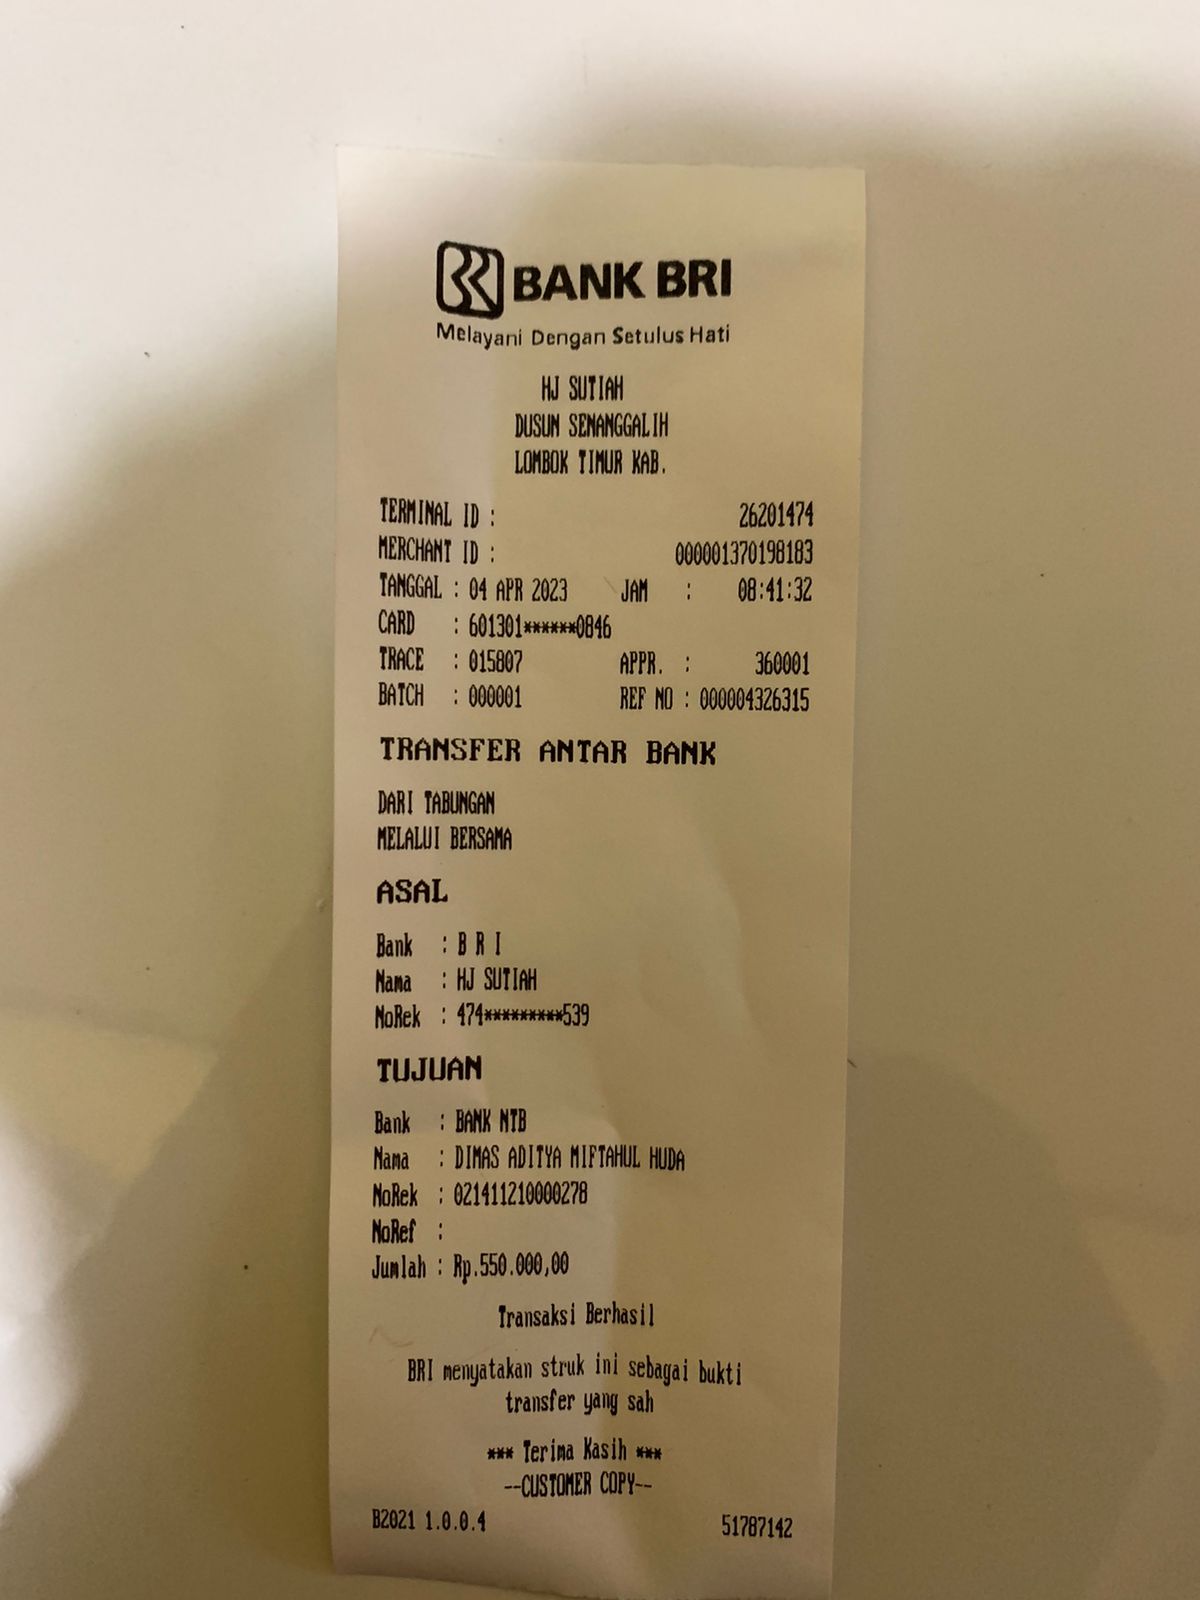 BANK BRI
Melayani Dengan Setulus Hati
HJ SUTIAH
DUSUN SENANGGALIH
LOMBOK TIMUR KAB.
TERMINAL ID : 26201474
MERCHANT ID : 000001370198183
TANGGAL : 04 APR 2023 JAM : 08:41:32
CARD : 601301******0846
TRACE : 015807 APPR. : 360001
BATCH : 000001 REF NO : 000004326315
TRANSFER ANTAR BANK
DARI TABUNGAN
MELALUI BERSAMA
ASAL
Bank : B R I
Nama : HJ SUTIAH
NoRek : 474*********539
TUJUAN
Bank : BANK NTB
Nama : DIMAS ADITYA MIFTAHUL HUDA
NoRek : 021411210000278
NoRef :
Jumlah : Rp.550.000,00
Transaksi Berhasil
BRI menyatakan struk ini sebagai bukti
transfer yang sah
*** Terima Kasih ***
--CUSTOMER COPY--
B2021 1.0.0.4 51787142